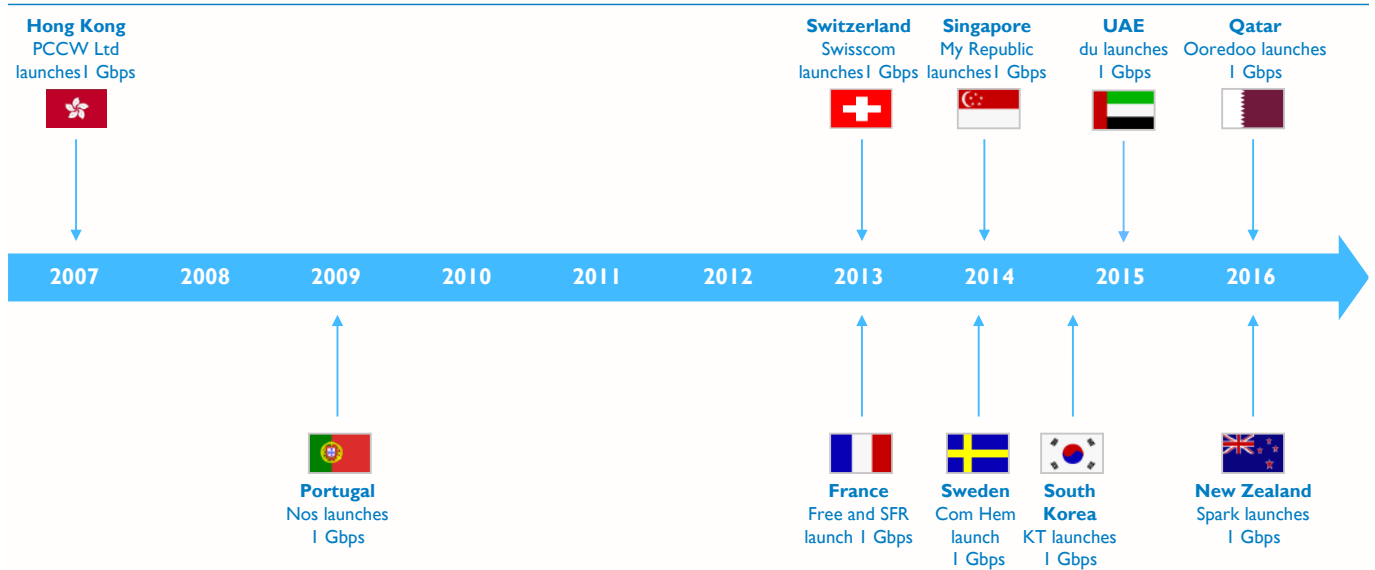 Hong Kong
PCCW Ltd
launches1 Gbps
Switzerland
Swisscom
launches1 Gbps
Singapore
My Republic
launches1 Gbps
UAE
du launches
1 Gbps
Qatar
Ooredoo launches
1 Gbps
2007 2008 2009 2010 2011 2012 2013 2014 2015 2016
Portugal
Nos launches
1 Gbps
France
Free and SFR
launch 1 Gbps
Sweden
Com Hem
launch
1 Gbps
South
Korea
KT launches
1 Gbps
New Zealand
Spark launches
1 Gbps